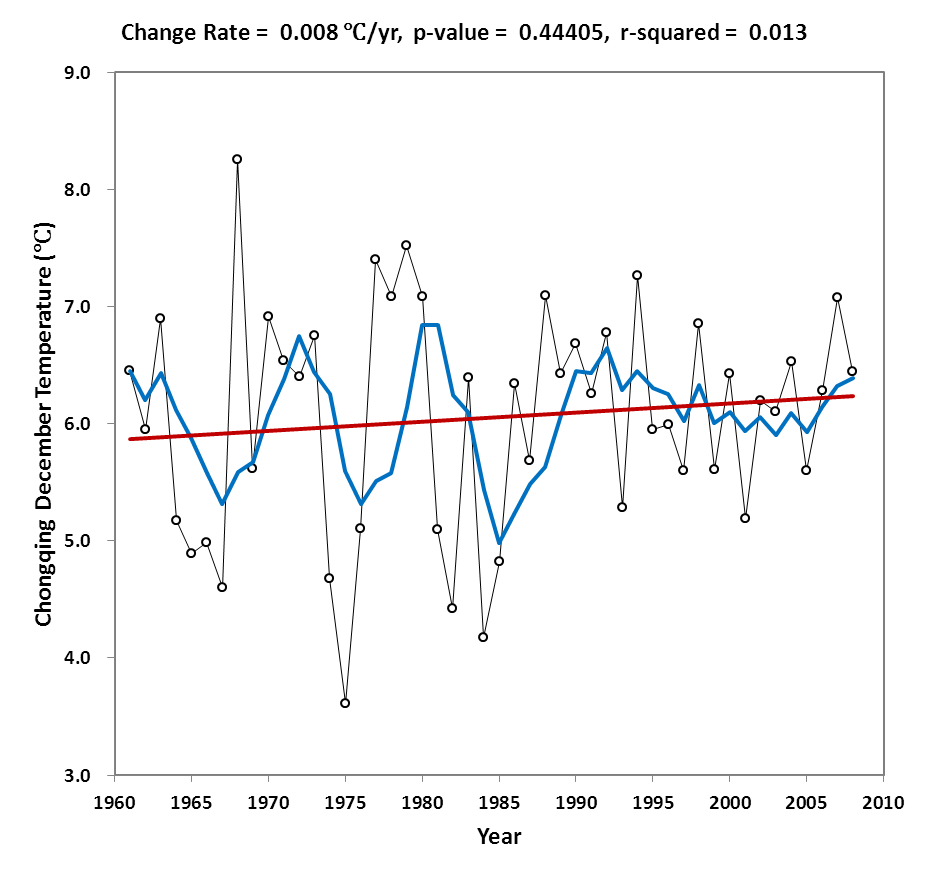 Change Rate = 0.008 ℃/yr, p-value = 0.44405, r-squared = 0.013
9.0
8.0
7.0
6.0
5.0
4.0
3.0
Chongqing December Temperature (℃)
1960 1965 1970 1975 1980 1985 1990 1995 2000 2005 2010
Year